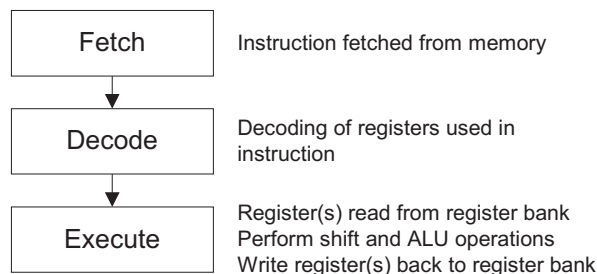 Fetch
Instruction fetched from memory
Decode
Decoding of registers used in
instruction
Execute
Register(s) read from register bank
Perform shift and ALU operations
Write register(s) back to register bank